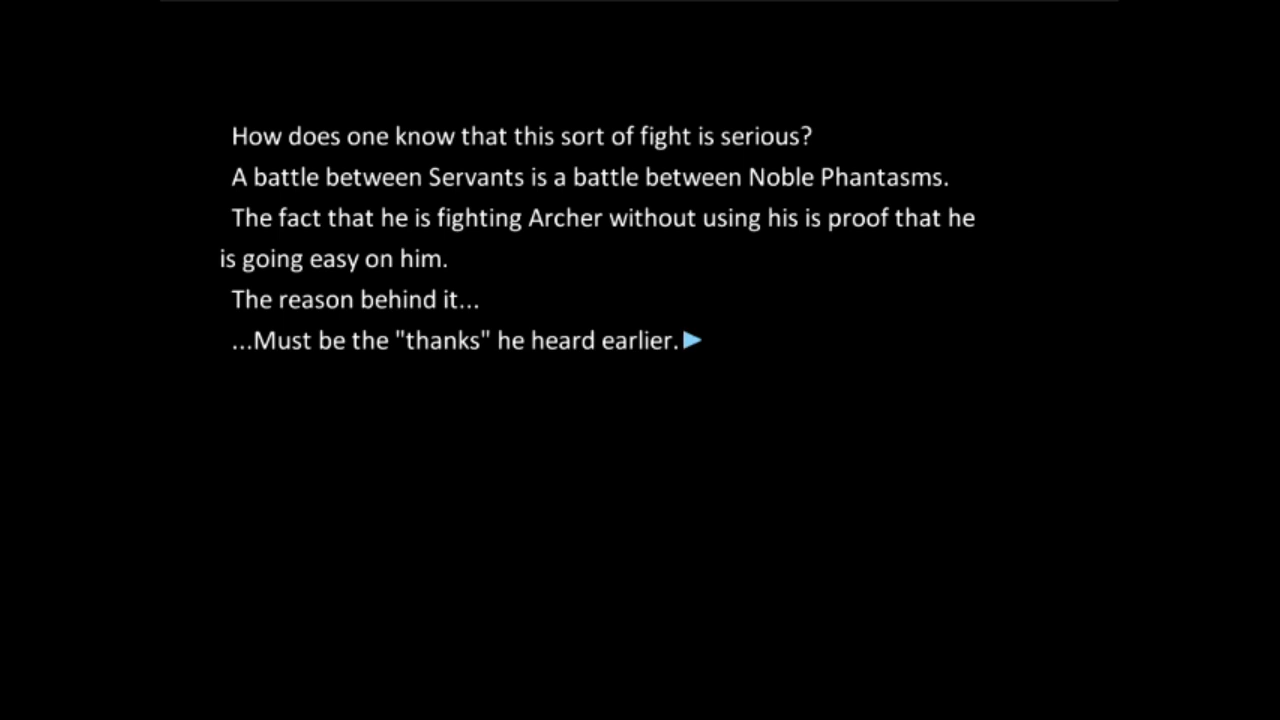 How does one know that this sort of fight is serious?
A battle between Servants is a battle between Noble Phantasms.
The fact that he is fighting Archer without using his is proof that he
is going easy on him.
The reason behind it...
...Must be the "thanks" he heard earlier.